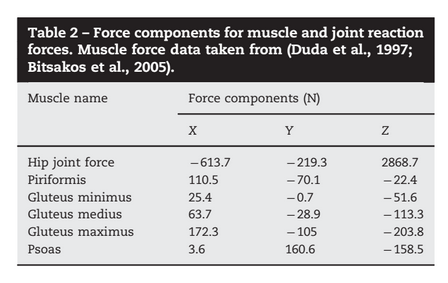 Table 2 – Force components for muscle and joint reaction
forces. Muscle force data taken from (Duda et al., 1997;
Bitsakos et al., 2005).
Muscle name Force components (N)
X Y Z
Hip joint force −613.7 −219.3 2868.7
Piriformis 110.5 −70.1 −22.4
Gluteus minimus 25.4 −0.7 −51.6
Gluteus medius 63.7 −28.9 −113.3
Gluteus maximus 172.3 −105 −203.8
Psoas 3.6 160.6 −158.5